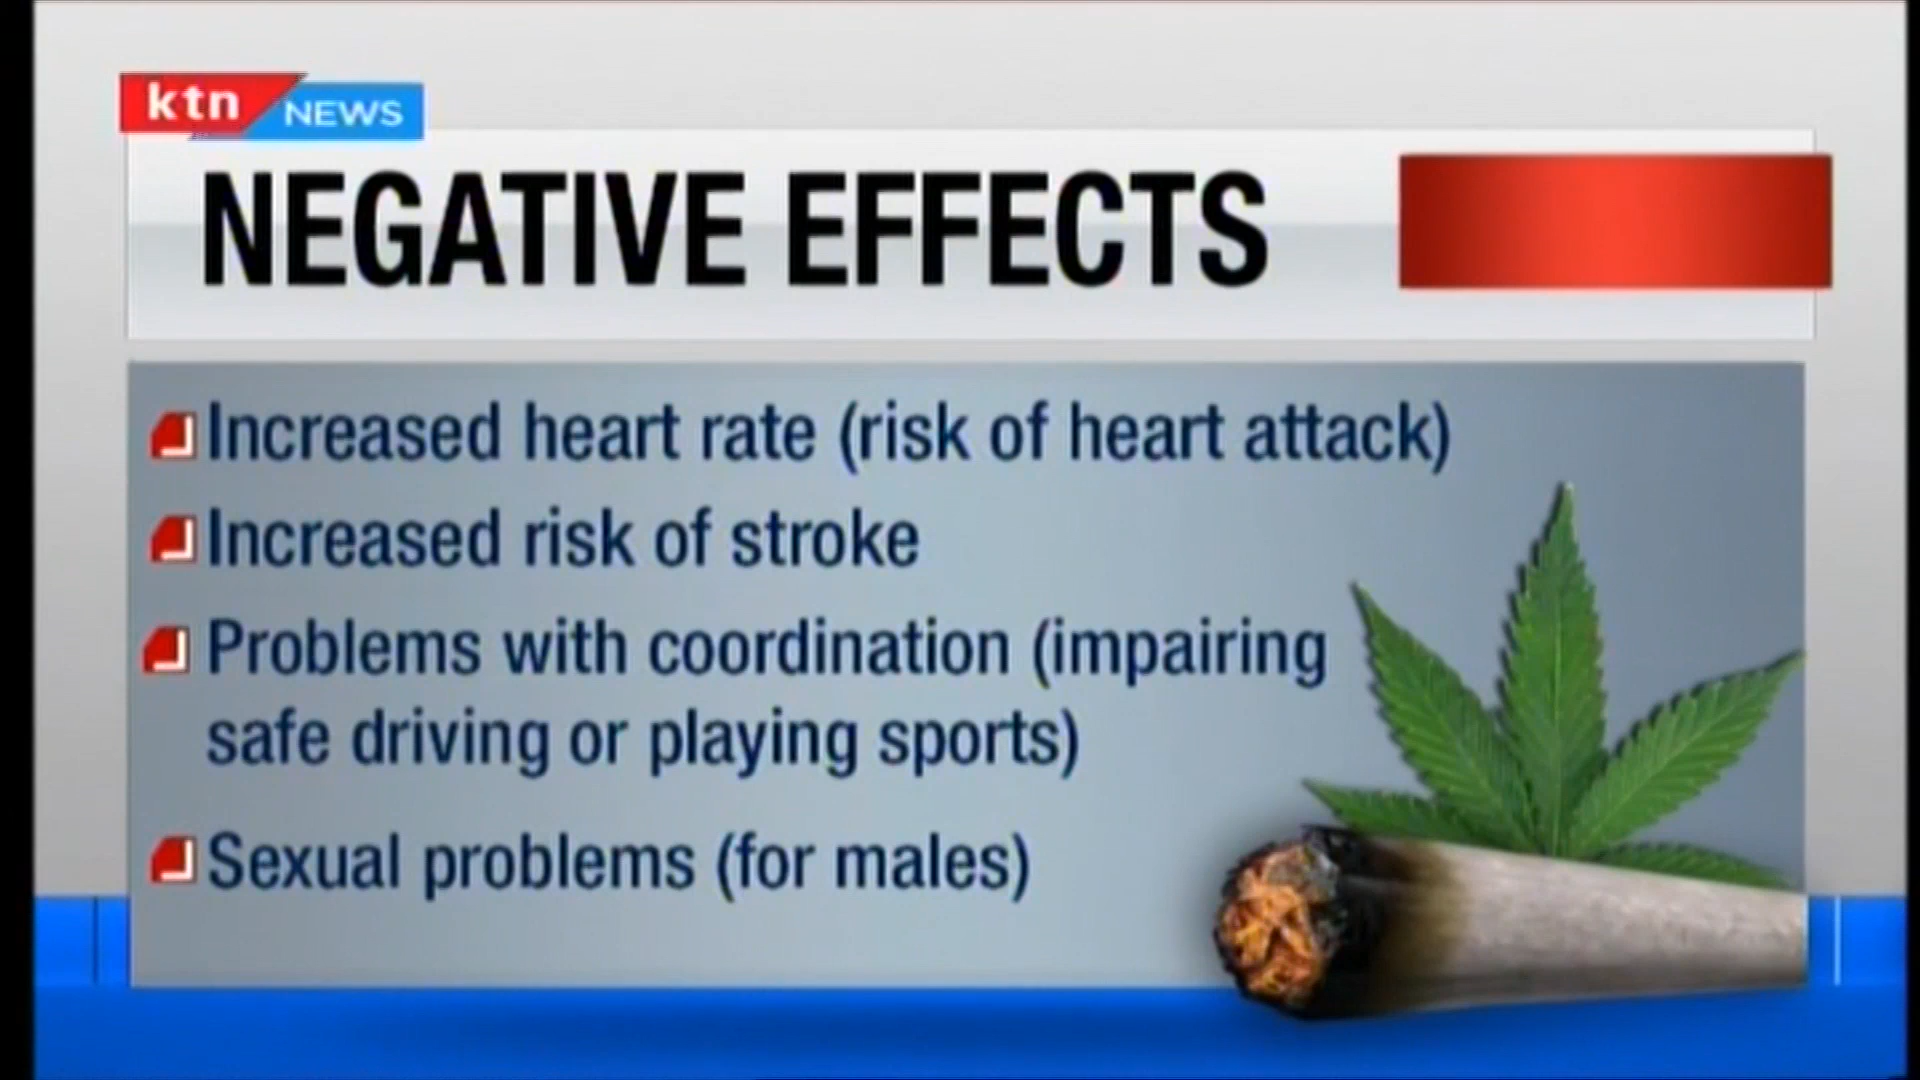 ktn NEWS
NEGATIVE EFFECTS
Increased heart rate (risk of heart attack)
Increased risk of stroke
Problems with coordination (impairing
safe driving or playing sports)
Sexual problems (for males)